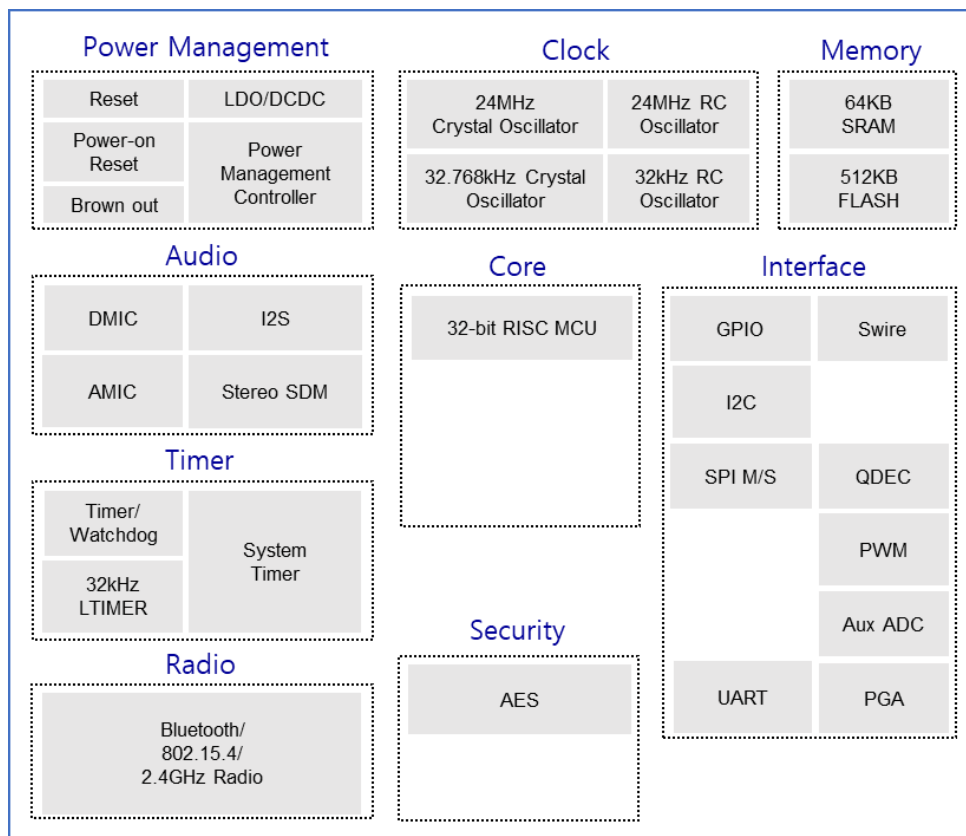 Power Management
Reset
LDO/DCDC
Power-on
Reset
Power
Management
Controller
Brown out
Clock
24MHz
Crystal Oscillator
24MHz RC
Oscillator
32.768kHz Crystal
Oscillator
32kHz RC
Oscillator
Memory
64KB
SRAM
512KB
FLASH
Audio
DMIC
I2S
AMIC
Stereo SDM
Core
32-bit RISC MCU
Interface
GPIO
Swire
I2C
SPI M/S
QDEC
PWM
Aux ADC
UART
PGA
Timer
Timer/
Watchdog
System
Timer
32kHz
LTIMER
Security
AES
Radio
Bluetooth/
802.15.4/
2.4GHz Radio